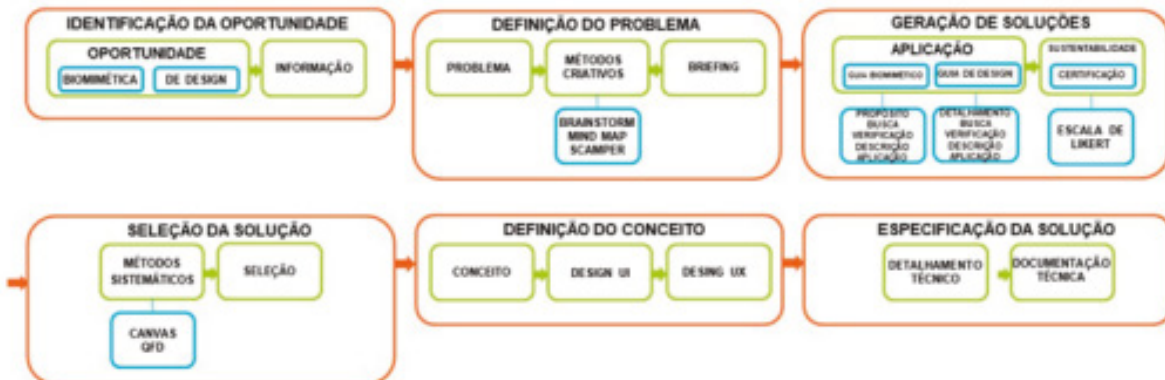 IDENTIFICAÇÃO DA OPORTUNIDADE
OPORTUNIDADE
BIOMIMÉTICA
DE DESIGN
INFORMAÇÃO
DEFINIÇÃO DO PROBLEMA
PROBLEMA
MÉTODOS
CRIATIVOS
BRIEFING
BRAINSTORM
MIND MAP
SCAMPER
GERAÇÃO DE SOLUÇÕES
APLICAÇÃO
GUIA BIOMIMÉTICO
GUIA DE DESIGN
SUSTENTABILIDADE
CERTIFICAÇÃO
PROPÓSITO
BUSCA
VERIFICAÇÃO
DESCRIÇÃO
APLICAÇÃO
DETALHAMENTO
BUSCA
VERIFICAÇÃO
DESCRIÇÃO
APLICAÇÃO
ESCALA DE
LIKERT
SELEÇÃO DA SOLUÇÃO
MÉTODOS
SISTEMÁTICOS
SELEÇÃO
CANVAS
QFD
DEFINIÇÃO DO CONCEITO
CONCEITO
DESIGN UI
DESING UX
ESPECIFICAÇÃO DA SOLUÇÃO
DETALHAMENTO
TÉCNICO
DOCUMENTAÇÃO
TÉCNICA